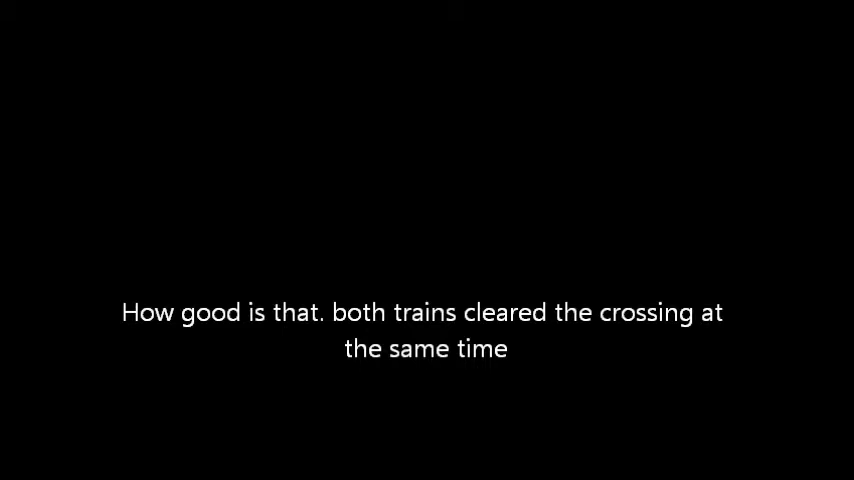 How good is that. both trains cleared the crossing at
the same time